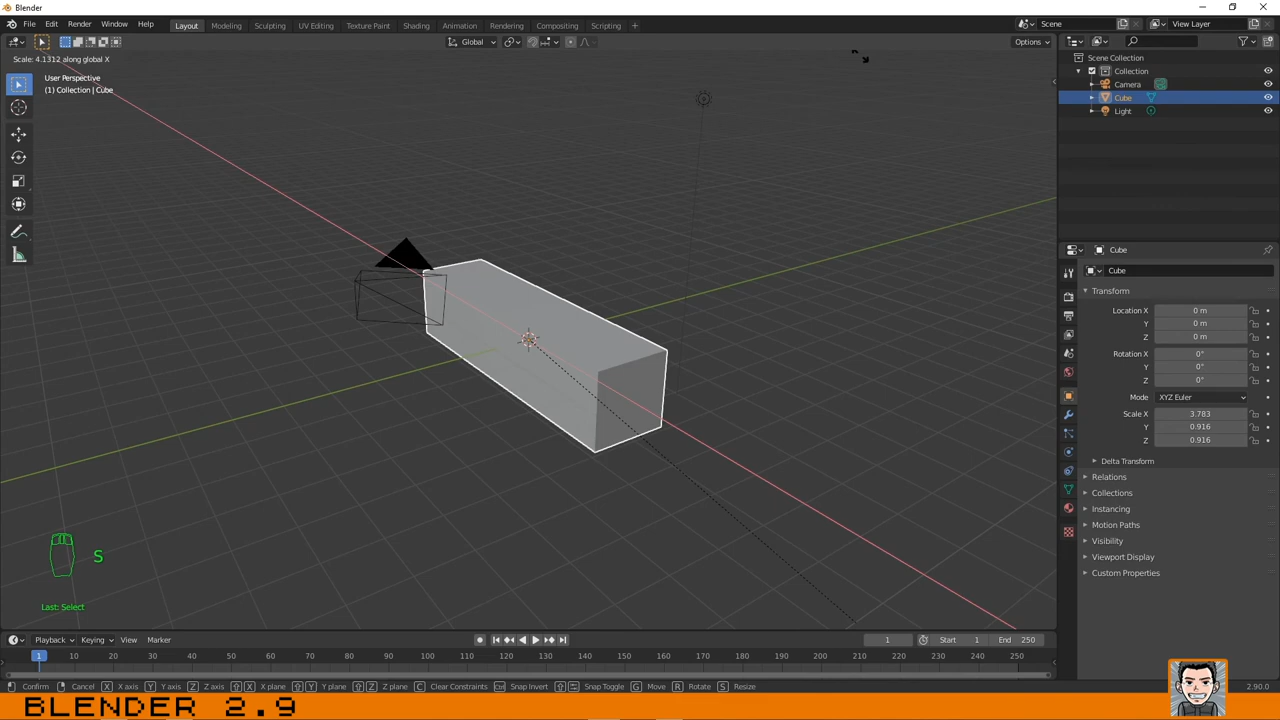 Blender
File Edit Render Window Help Layout Modeling Sculpting UV Editing Texture Paint Shading Animation Rendering Compositing Scripting + Scene View Layer
Global Options
Scale: 4.1312 along global X
User Perspective
(1) Collection | Cube
Scene Collection
Collection
Camera
Cube
Light
Cube
Cube
Transform
Location X 0 m
Y 0 m
Z 0 m
Rotation X 0°
Y 0°
Z 0°
Mode XYZ Euler
Scale X 3.783
Y 0.916
Z 0.916
Delta Transform
Relations
Collections
Instancing
Motion Paths
Visibility
Viewport Display
Custom Properties
S
Last: Select
Playback Keying View Marker 1 Start 1 End 250
1 10 20 30 40 50 60 70 80 90 100 110 120 130 140 150 160 170 180 190 200 210 220 230 240 250
Confirm Cancel X X axis Y Y axis Z Z axis X X plane Y Y plane Z Z plane C Clear Constraints Ctrl Snap Invert Snap Toggle G Move R Rotate S Resize 2.90.0
BLENDER 2.9